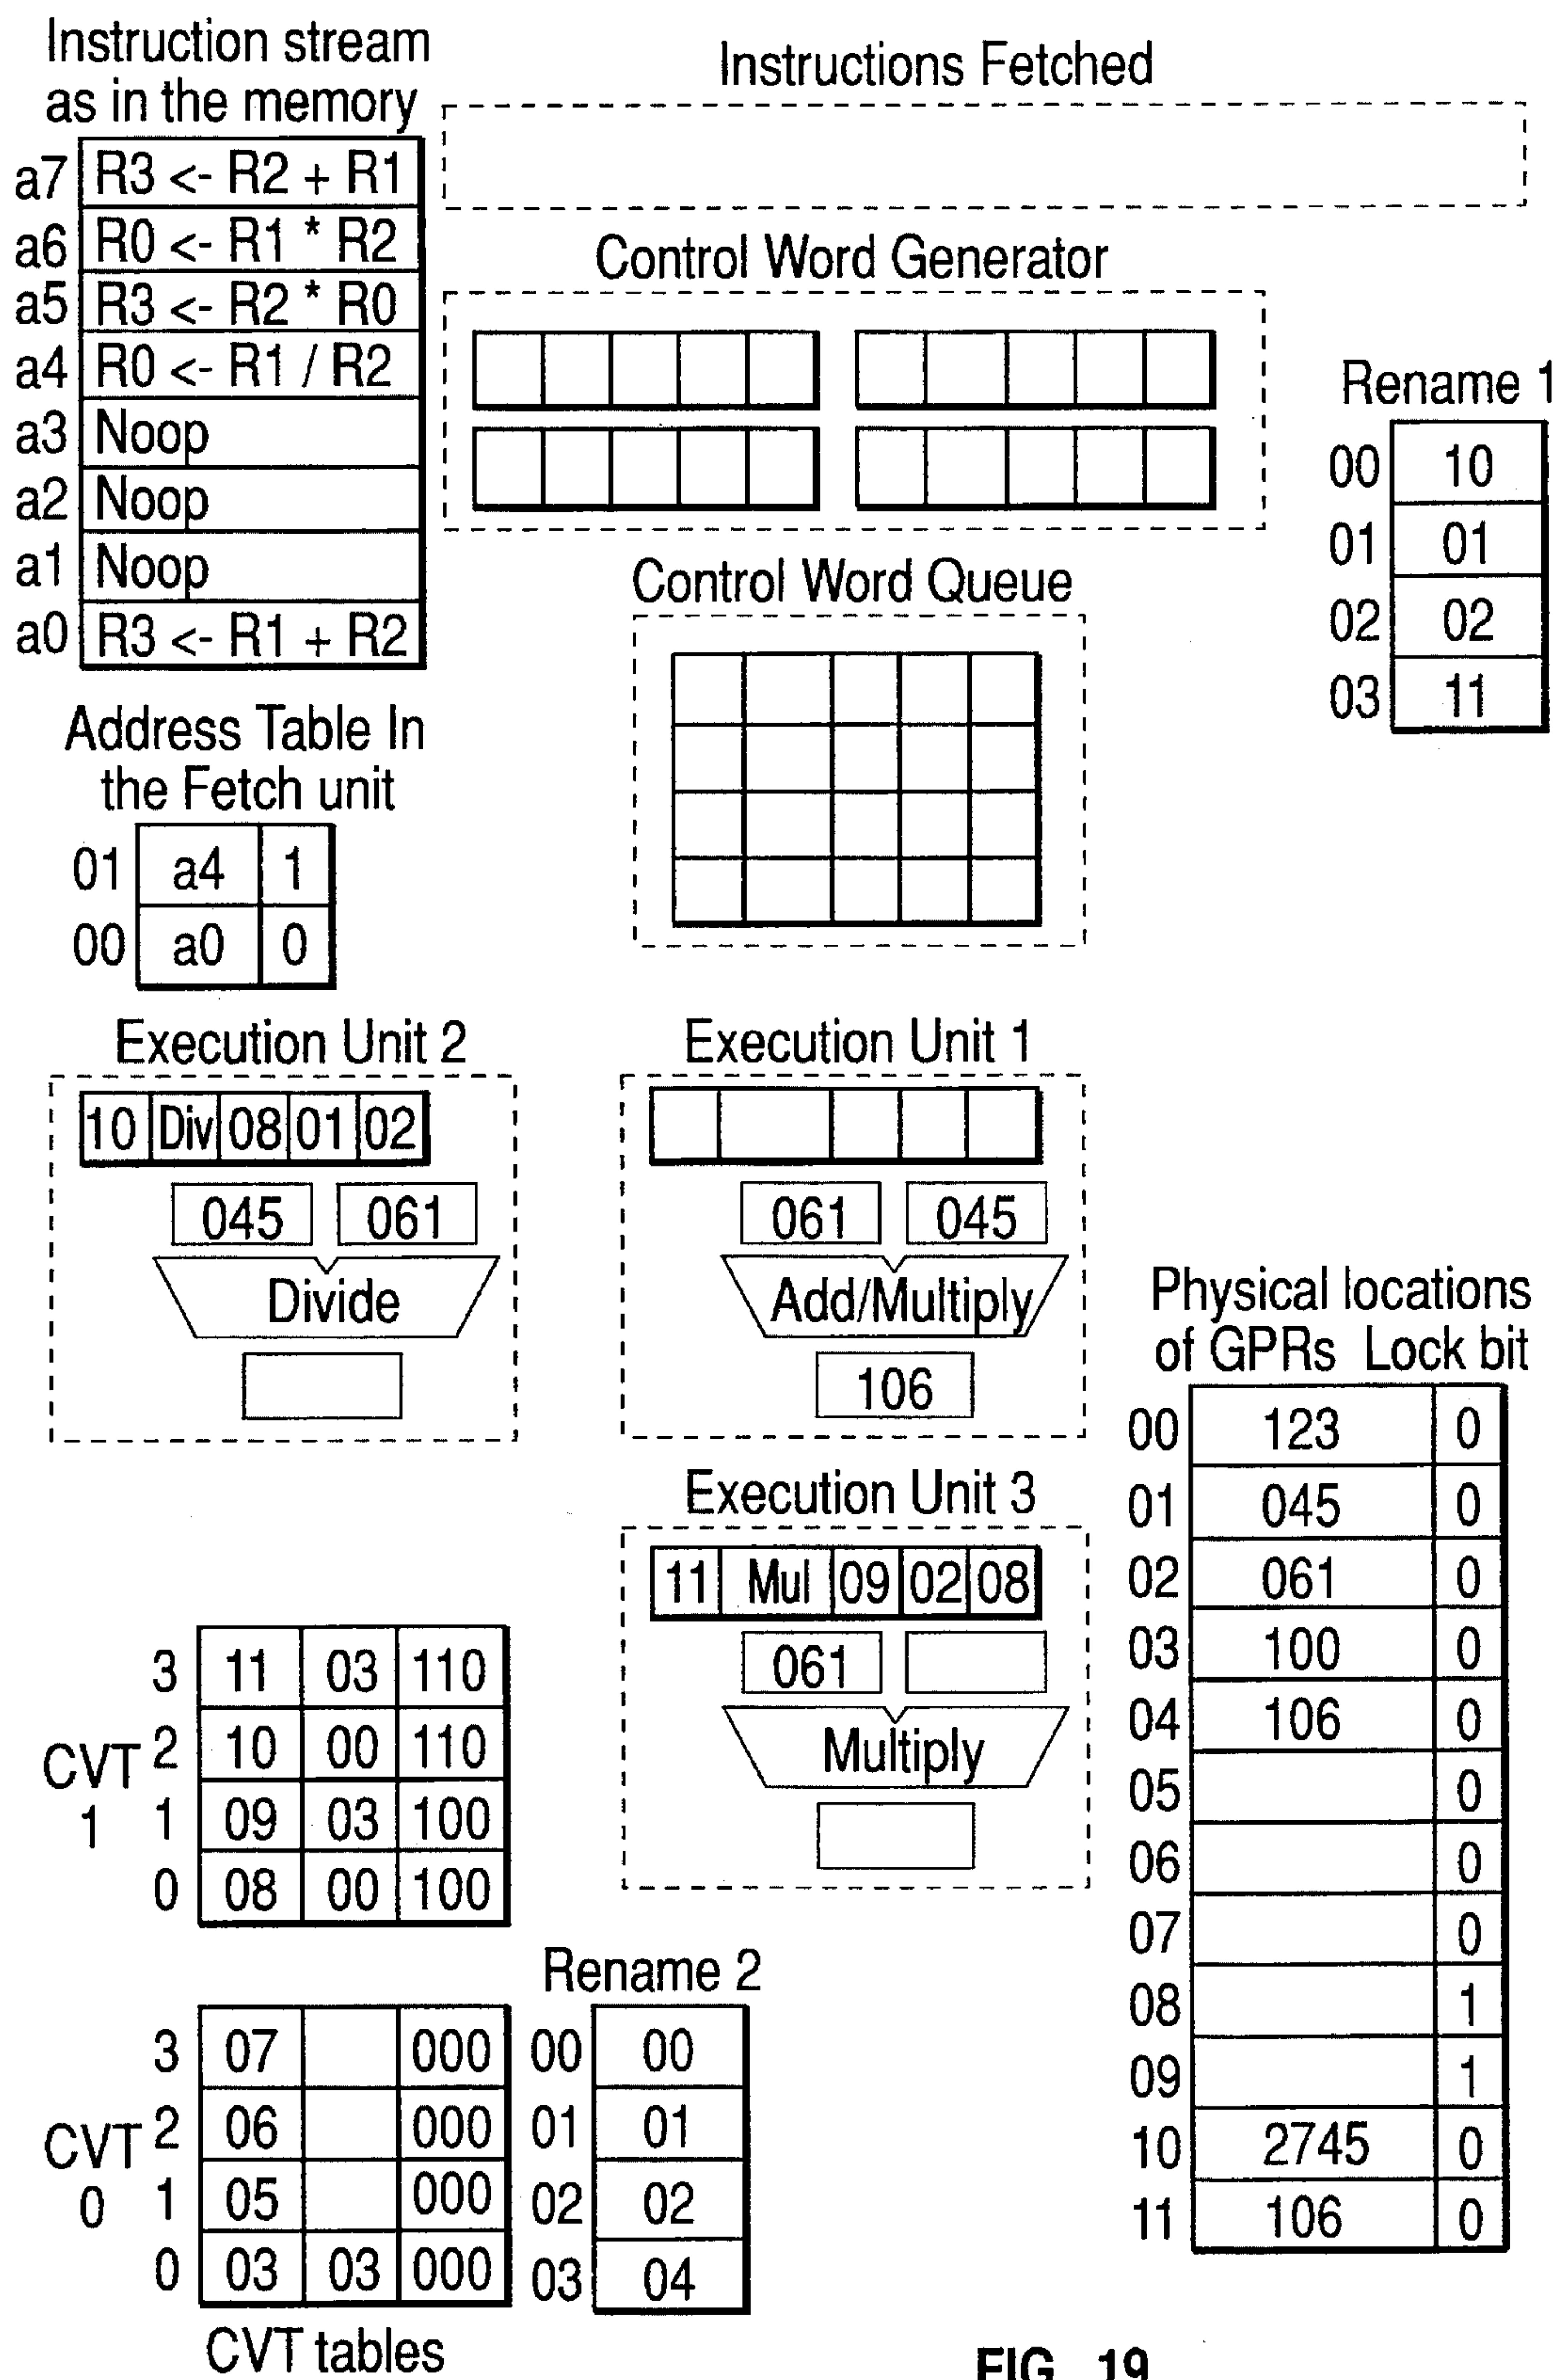 Instruction stream
as in the memory
a7 R3 <- R2 + R1
a6 R0 <- R1 * R2
a5 R3 <- R2 * R0
a4 R0 <- R1 / R2
a3 Noop
a2 Noop
a1 Noop
a0 R3 <- R1 + R2
Instructions Fetched
Control Word Generator
Control Word Queue
Rename 1
00 10
01 01
02 02
03 11
Address Table In
the Fetch unit
01 a4 1
00 a0 0
Execution Unit 2
10 Div 08 01 02
045 061
Divide
Execution Unit 1
061 045
Add/Multiply
106
Execution Unit 3
11 Mul 09 02 08
061
Multiply
Physical locations
of GPRs Lock bit
00 123 0
01 045 0
02 061 0
03 100 0
04 106 0
05 0
06 0
07 0
08 1
09 1
10 2745 0
11 106 0
CVT
1
3 11 03 110
2 10 00 110
1 09 03 100
0 08 00 100
CVT
0
3 07 000
2 06 000
1 05 000
0 03 03 000
CVT tables
Rename 2
00 00
01 01
02 02
03 04
FIG. 19